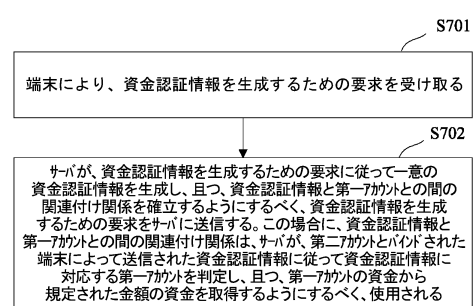 S701
端末により、資金認証情報を生成するための要求を受け取る
S702
サーバが、資金認証情報を生成するための要求に従って一意の
資金認証情報を生成し、且つ、資金認証情報と第一アカウントとの間の
関連付け関係を確立するようにするべく、資金認証情報を生成
するための要求をサーバに送信する。この場合に、資金認証情報と
第一アカウントとの間の関連付け関係は、サーバが、第二アカウントとバインドされた
端末によって送信された資金認証情報に従って資金認証情報に
対応する第一アカウントを判定し、且つ、第一アカウントの資金から
規定された金額の資金を取得するようにするべく、使用される